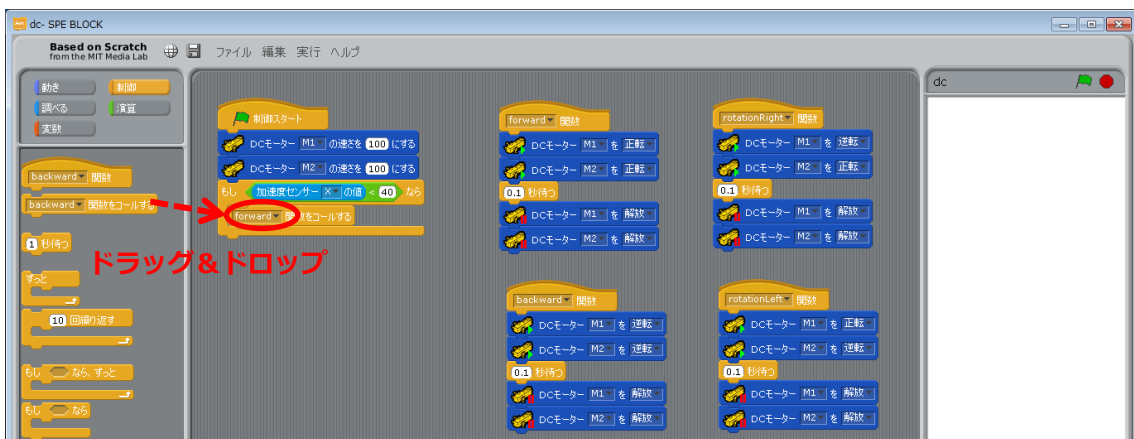 dc- SPE BLOCK
Based on Scratch
from the MIT Media Lab
ファイル 編集 実行 ヘルプ
動き 制御
調べる 演算
変数
backward 関数
backward 関数をコールする
1 秒待つ
ずっと
10 回繰り返す
もし なら、ずっと
もし なら
制御スタート
DCモーター M1 の速さを 100 にする
DCモーター M2 の速さを 100 にする
もし 加速度センサー X の値 < 40 なら
forward 関数をコールする
ドラッグ＆ドロップ
forward 関数
DCモーター M1 を 正転
DCモーター M2 を 正転
0.1 秒待つ
DCモーター M1 を 解放
DCモーター M2 を 解放
rotationRight 関数
DCモーター M1 を 逆転
DCモーター M2 を 正転
0.1 秒待つ
DCモーター M1 を 解放
DCモーター M2 を 解放
backward 関数
DCモーター M1 を 逆転
DCモーター M2 を 逆転
0.1 秒待つ
DCモーター M1 を 解放
DCモーター M2 を 解放
rotationLeft 関数
DCモーター M1 を 正転
DCモーター M2 を 逆転
0.1 秒待つ
DCモーター M1 を 解放
DCモーター M2 を 解放
dc